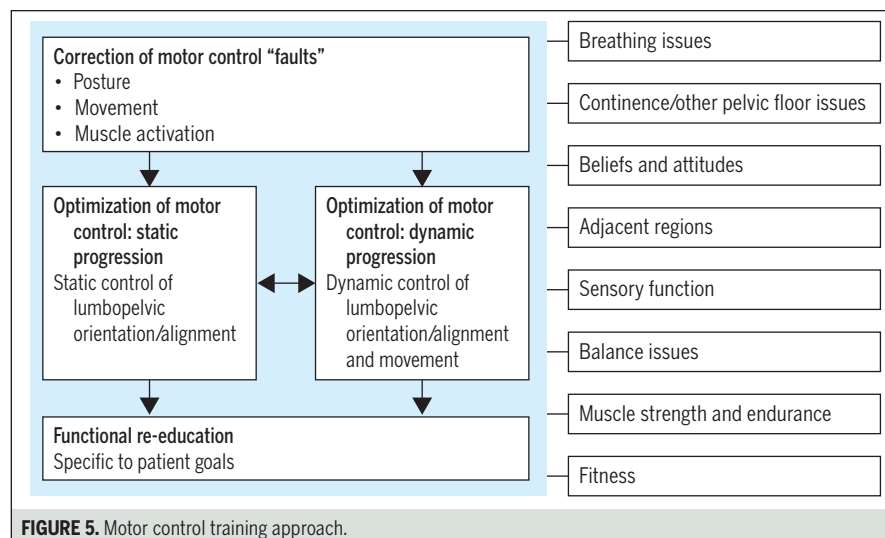 Correction of motor control “faults”
• Posture
• Movement
• Muscle activation
Optimization of motor
control: static
progression
Static control of
lumbopelvic
orientation/alignment
Optimization of motor
control: dynamic
progression
Dynamic control of
lumbopelvic
orientation/alignment
and movement
Functional re-education
Specific to patient goals
Breathing issues
Continence/other pelvic floor issues
Beliefs and attitudes
Adjacent regions
Sensory function
Balance issues
Muscle strength and endurance
Fitness
FIGURE 5. Motor control training approach.